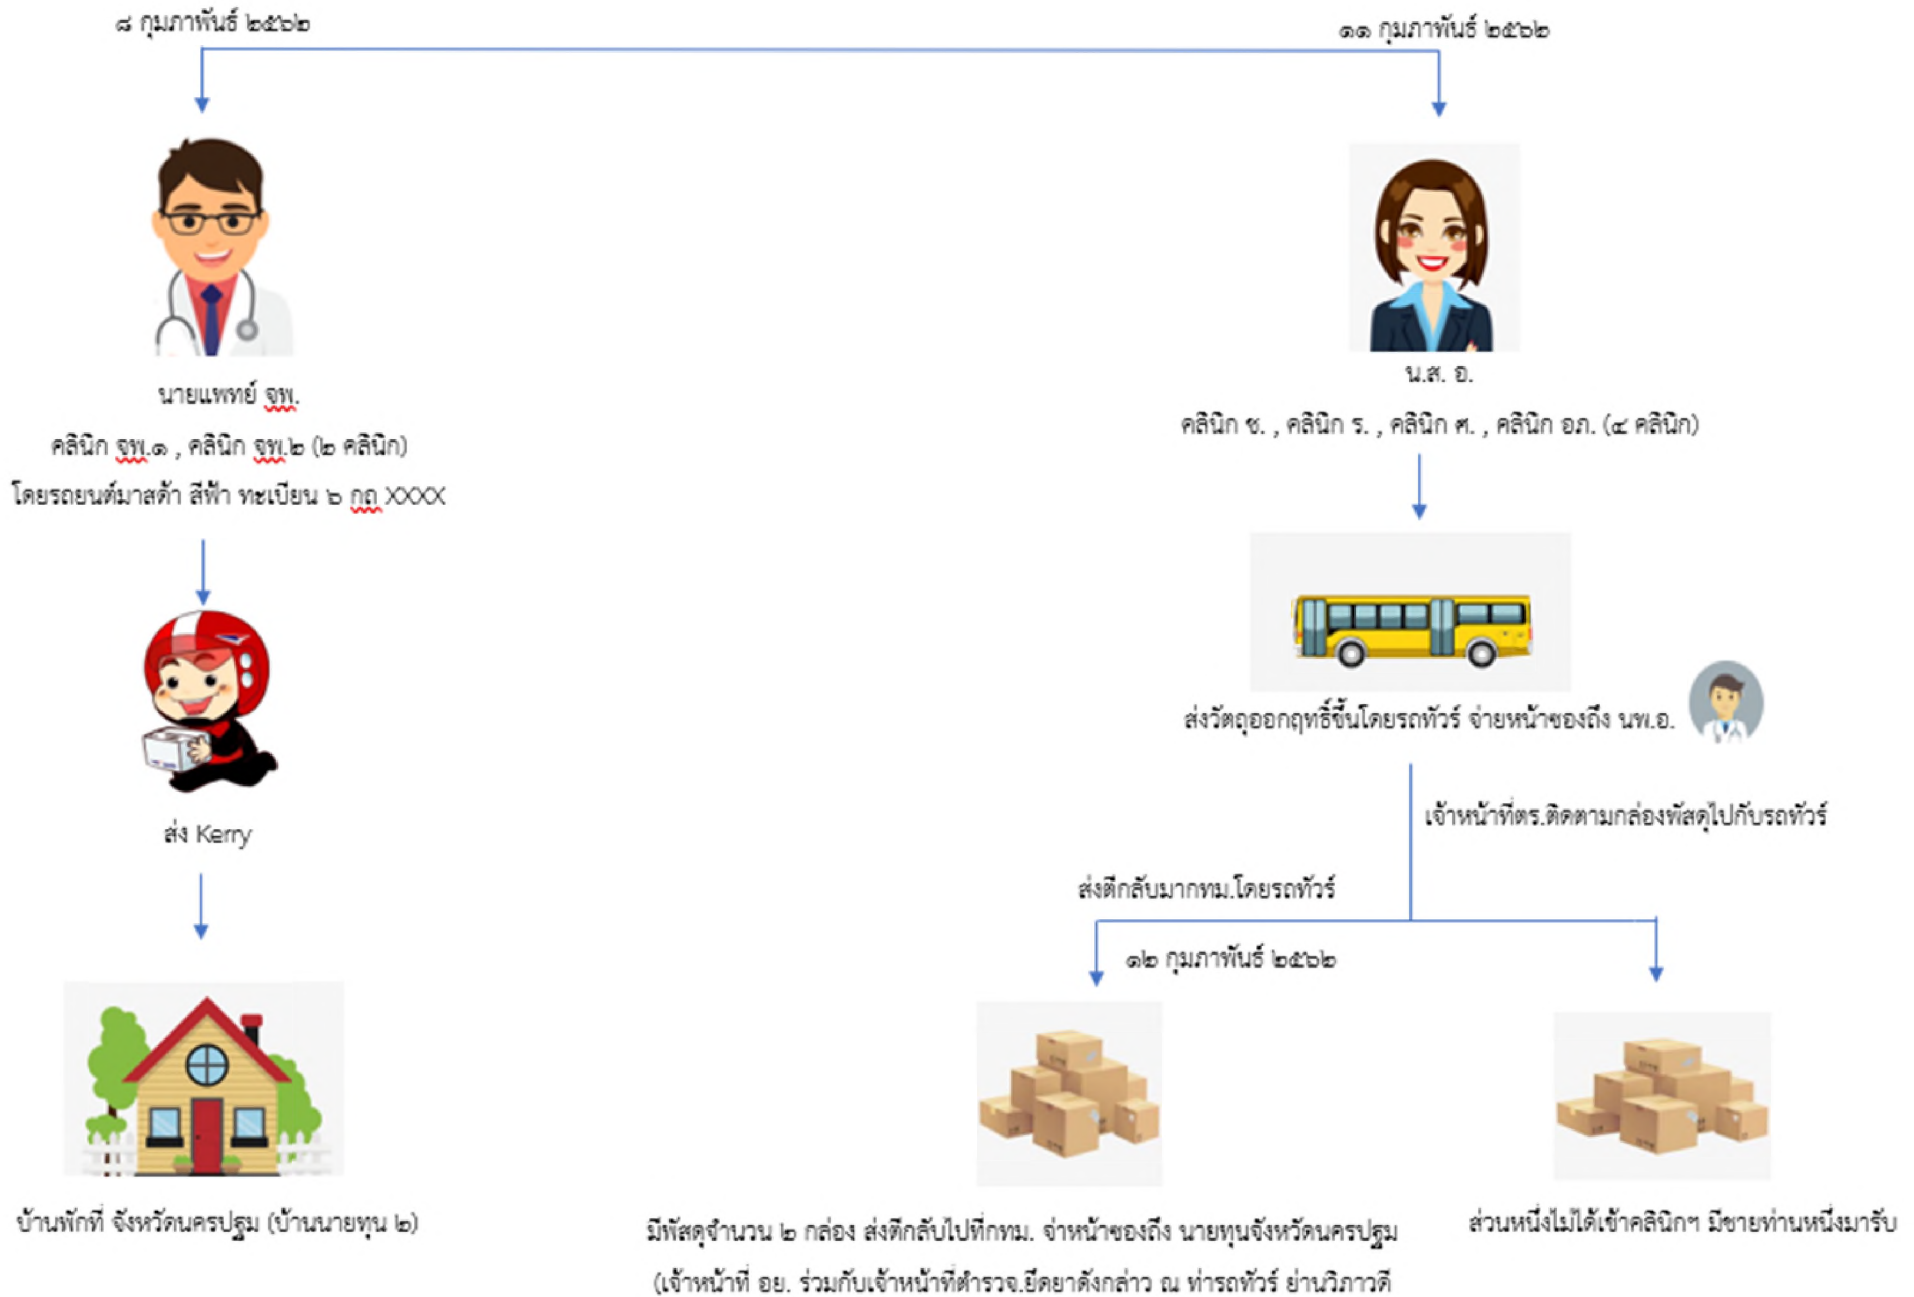 ๘ กุมภาพันธ์ ๒๕๖๒
๑๑ กุมภาพันธ์ ๒๕๖๒
นายแพทย์ จพ.
คลินิก จพ.๑ , คลินิก จพ.๒ (๒ คลินิก)
โดยรถยนต์มาสด้า สีฟ้า ทะเบียน ๖ กถ XXXX
ส่ง Kerry
บ้านพักที่ จังหวัดนครปฐม (บ้านนายทุน ๒)
น.ส. อ.
คลินิก ช. , คลินิก ร. , คลินิก ศ. , คลินิก อภ. (๔ คลินิก)
ส่งวัตถุออกฤทธิ์ขึ้นโดยรถทัวร์ จ่ายหน้าซองถึง นพ.อ.
เจ้าหน้าที่ตร.ติดตามกล่องพัสดุไปกับรถทัวร์
ส่งตีกลับมากทม.โดยรถทัวร์
๑๒ กุมภาพันธ์ ๒๕๖๒
มีพัสดุจำนวน ๒ กล่อง ส่งตีกลับไปที่กทม. จ่าหน้าซองถึง นายทุนจังหวัดนครปฐม
(เจ้าหน้าที่ อย. ร่วมกับเจ้าหน้าที่ตำรวจ.ยึดยาดังกล่าว ณ ท่ารถทัวร์ ย่านวิภาวดี
ส่วนหนึ่งไม่ได้เข้าคลินิกฯ มีชายท่านหนึ่งมารับ